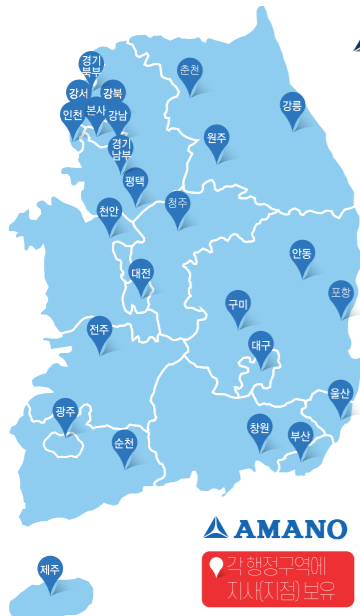 경기
북부
춘천
강서
강북
인천
본사
강남
강릉
원주
경기
남부
평택
청주
천안
안동
대전
포항
구미
전주
대구
울산
광주
순천
창원
부산
AMANO
제주
각 행정구역에
지사(지점) 보유